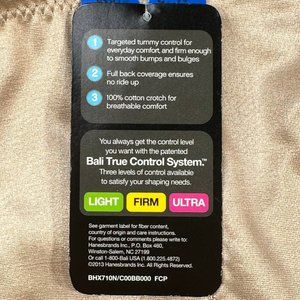 1 Targeted tummy control for
everyday comfort, and firm enough
to smooth bumps and bulges
2 Full back coverage ensures
no ride up
3 100% cotton crotch for
breathable comfort
You always get the control level
you want with the patented
Bali True Control System.™
Three levels of control available
to satisfy your shaping needs.
LIGHT FIRM ULTRA
See garment label for fiber content,
country of origin and care instructions.
For questions or comments please write to:
Hanesbrands Inc., P.O. Box 460,
Winston-Salem, NC 27199
Or call 1-800-Bali USA (1.800.225.4872)
©2013 Hanesbrands Inc. All rights reserved.
BHX710N/C00BB000 FCP